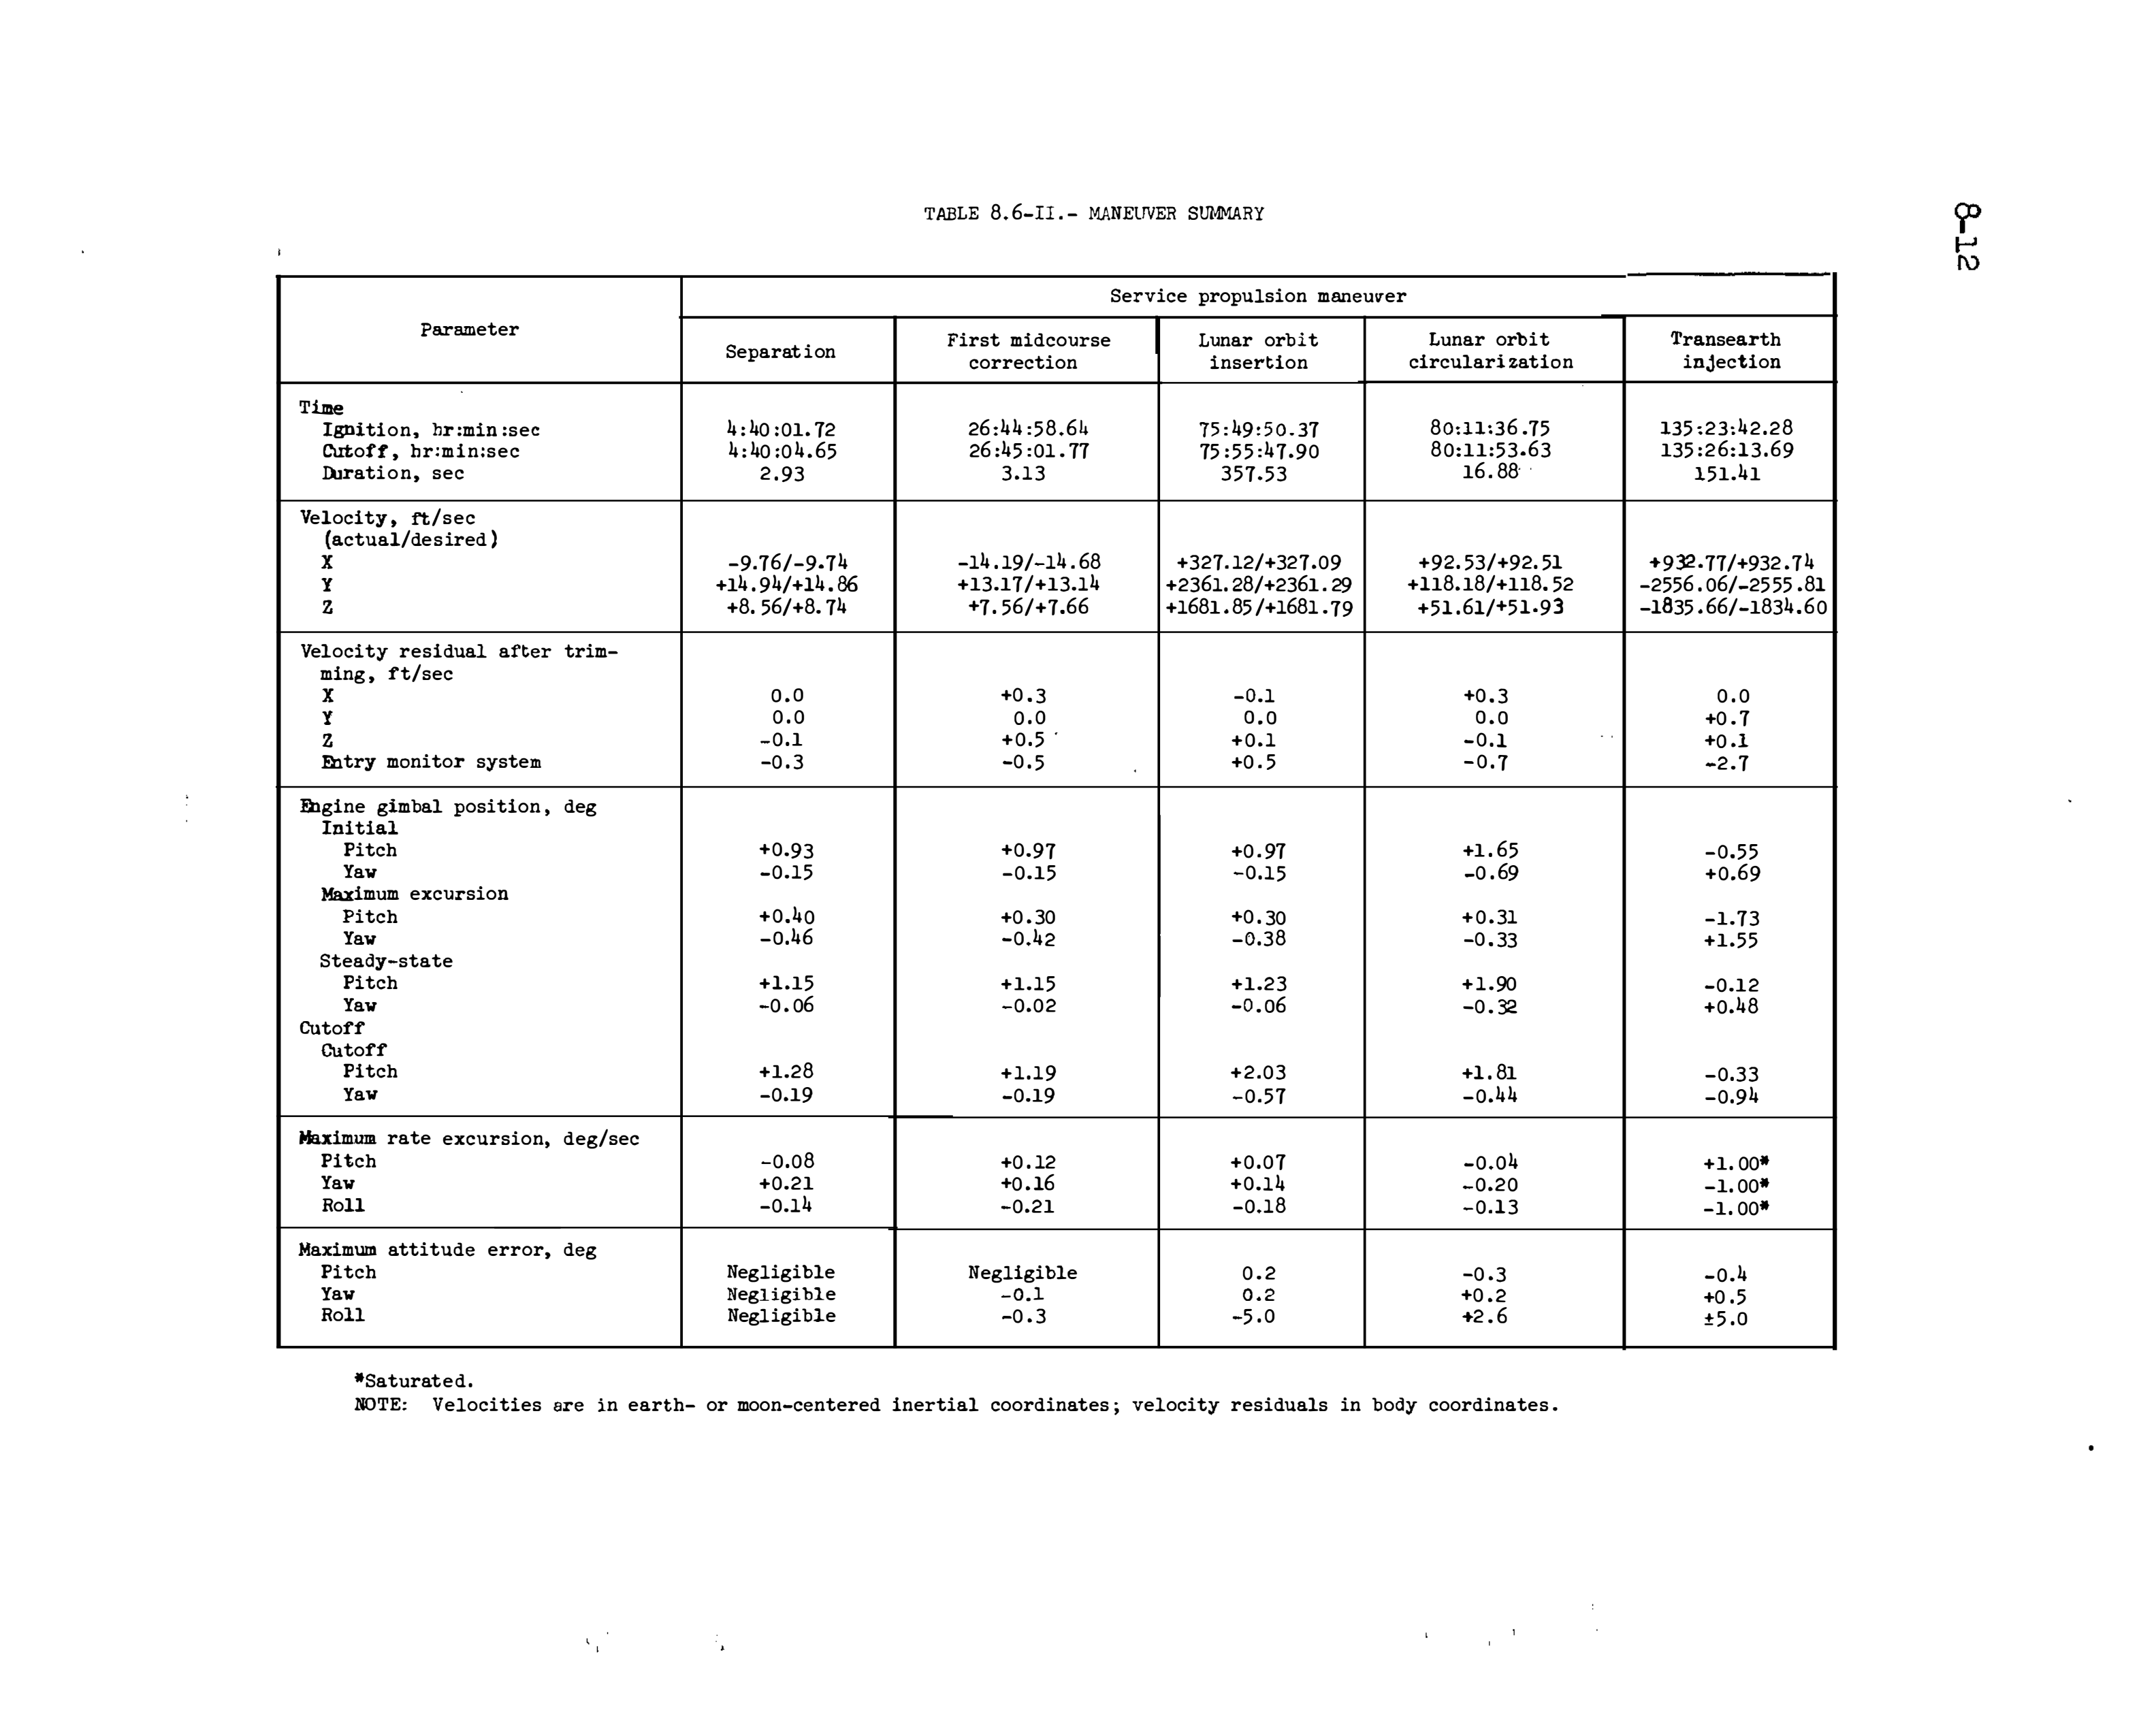 TABLE 8.6-II.- MANEUVER SUMMARY
8-12
Parameter Service propulsion maneuver
Separation First midcourse correction Lunar orbit insertion Lunar orbit circularization Transearth injection
Time
Ignition, hr:min:sec 4:40:01.72 26:44:58.64 75:49:50.37 80:11:36.75 135:23:42.28
Cutoff, hr:min:sec 4:40:04.65 26:45:01.77 75:55:47.90 80:11:53.63 135:26:13.69
Duration, sec 2.93 3.13 357.53 16.88 151.41
Velocity, ft/sec
(actual/desired)
X -9.76/-9.74 -14.19/-14.68 +327.12/+327.09 +92.53/+92.51 +932.77/+932.74
Y +14.94/+14.86 +13.17/+13.14 +2361.28/+2361.29 +118.18/+118.52 -2556.06/-2555.81
Z +8.56/+8.74 +7.56/+7.66 +1681.85/+1681.79 +51.61/+51.93 -1835.66/-1834.60
Velocity residual after trim-
ming, ft/sec
X 0.0 +0.3 -0.1 +0.3 0.0
Y 0.0 0.0 0.0 0.0 +0.7
Z -0.1 +0.5 +0.1 -0.1 +0.1
Entry monitor system -0.3 -0.5 +0.5 -0.7 -2.7
Engine gimbal position, deg
Initial
Pitch +0.93 +0.97 +0.97 +1.65 -0.55
Yaw -0.15 -0.15 -0.15 -0.69 +0.69
Maximum excursion
Pitch +0.40 +0.30 +0.30 +0.31 -1.73
Yaw -0.46 -0.42 -0.38 -0.33 +1.55
Steady-state
Pitch +1.15 +1.15 +1.23 +1.90 -0.12
Yaw -0.06 -0.02 -0.06 -0.32 +0.48
Cutoff
Cutoff
Pitch +1.28 +1.19 +2.03 +1.81 -0.33
Yaw -0.19 -0.19 -0.57 -0.44 -0.94
Maximum rate excursion, deg/sec
Pitch -0.08 +0.12 +0.07 -0.04 +1.00*
Yaw +0.21 +0.16 +0.14 -0.20 -1.00*
Roll -0.14 -0.21 -0.18 -0.13 -1.00*
Maximum attitude error, deg
Pitch Negligible Negligible 0.2 -0.3 -0.4
Yaw Negligible -0.1 0.2 +0.2 +0.5
Roll Negligible -0.3 -5.0 +2.6 ±5.0
*Saturated.
NOTE: Velocities are in earth- or moon-centered inertial coordinates; velocity residuals in body coordinates.